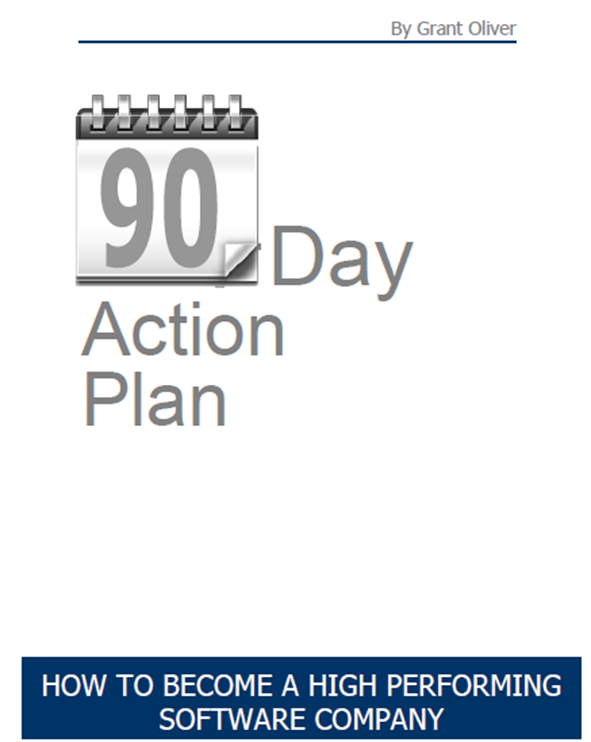 By Grant Oliver
90 Day
Action
Plan
HOW TO BECOME A HIGH PERFORMING
SOFTWARE COMPANY